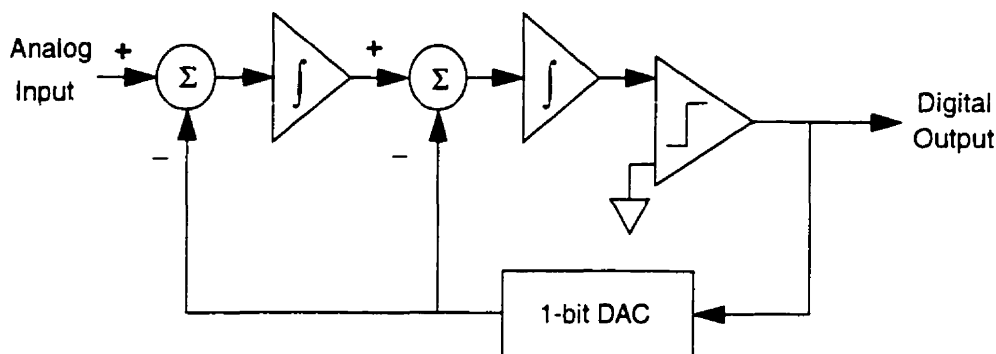 Analog
Input
+
Σ
−
∫
+
Σ
−
∫
Digital
Output
1-bit DAC